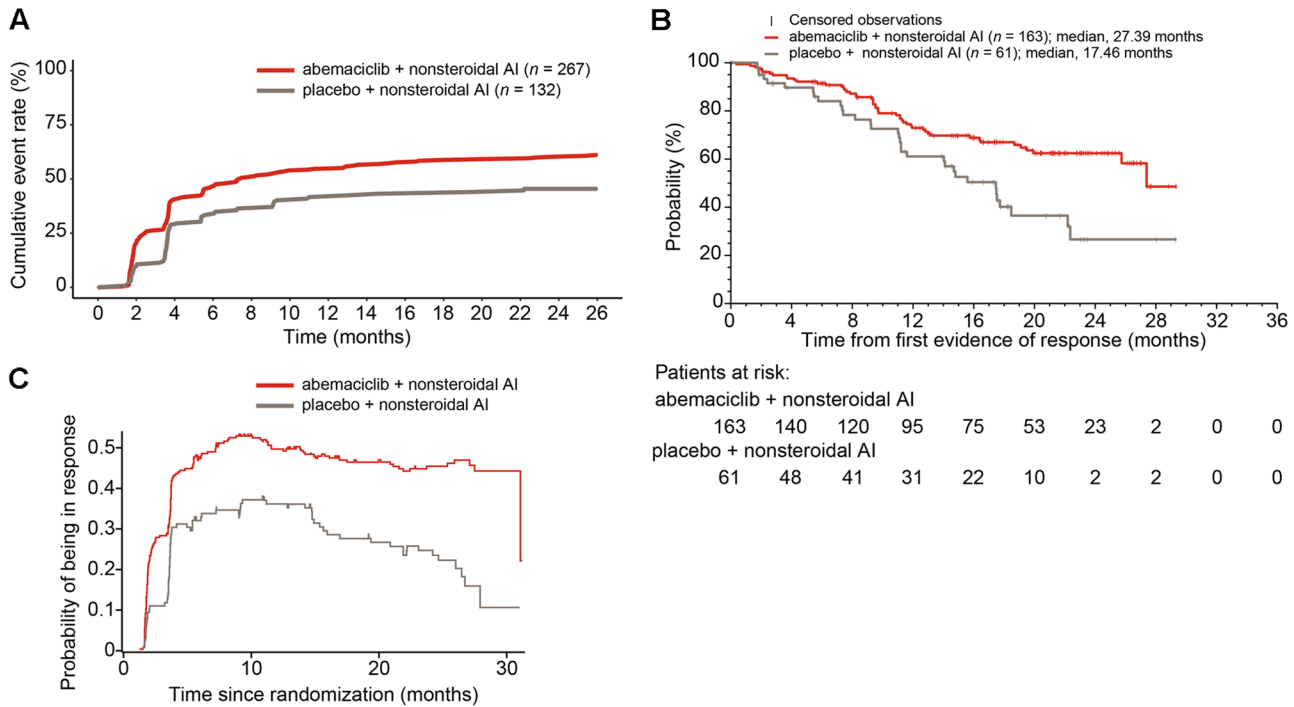 A
Cumulative event rate (%)
100
75
50
25
0
abemaciclib + nonsteroidal AI (n = 267)
placebo + nonsteroidal AI (n = 132)
0 2 4 6 8 10 12 14 16 18 20 22 24 26
Time (months)
B
Censored observations
abemaciclib + nonsteroidal AI (n = 163); median, 27.39 months
placebo + nonsteroidal AI (n = 61); median, 17.46 months
Probability (%)
100
80
60
40
20
0
0 4 8 12 16 20 24 28 32 36
Time from first evidence of response (months)
Patients at risk:
abemaciclib + nonsteroidal AI
163 140 120 95 75 53 23 2 0 0
placebo + nonsteroidal AI
61 48 41 31 22 10 2 2 0 0
C
abemaciclib + nonsteroidal AI
placebo + nonsteroidal AI
Probability of being in response
0.5
0.4
0.3
0.2
0.1
0
0 10 20 30
Time since randomization (months)